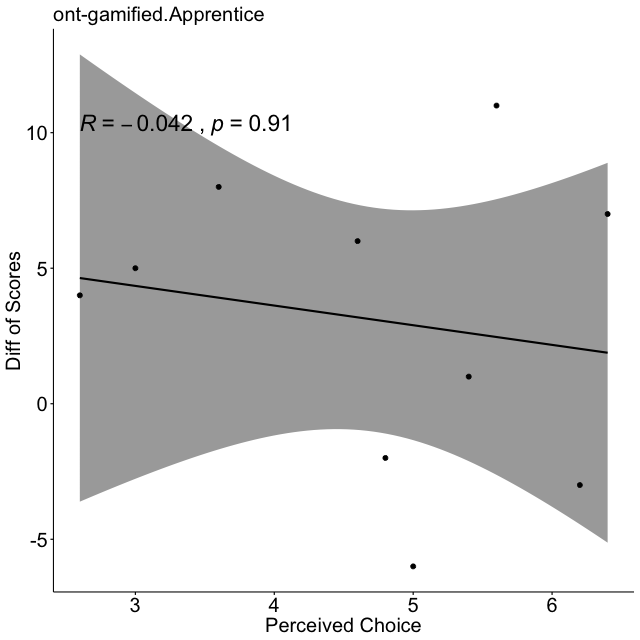 ont-gamified.Apprentice
R = −0.042 , p = 0.91
10
5
0
-5
Diff of Scores
3 4 5 6
Perceived Choice